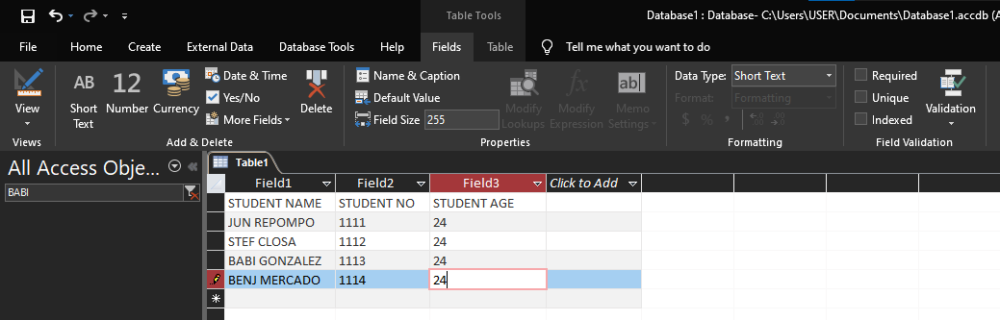 Table Tools
Database1 : Database- C:\Users\USER\Documents\Database1.accdb (A
File Home Create External Data Database Tools Help Fields Table Tell me what you want to do
View
Views
AB
Short Text
12
Number
Currency
Date & Time
Yes/No
More Fields
Delete
Add & Delete
Name & Caption
Default Value
Field Size 255
Modify Lookups
fx
Modify Expression
ab
Memo Settings
Properties
Data Type: Short Text
Format: Formatting
$ % ,
Formatting
Required
Unique
Indexed
Validation
Field Validation
All Access Obje...
BABI
Table1
Field1 Field2 Field3 Click to Add
STUDENT NAME STUDENT NO STUDENT AGE
JUN REPOMPO 1111 24
STEF CLOSA 1112 24
BABI GONZALEZ 1113 24
BENJ MERCADO 1114 24